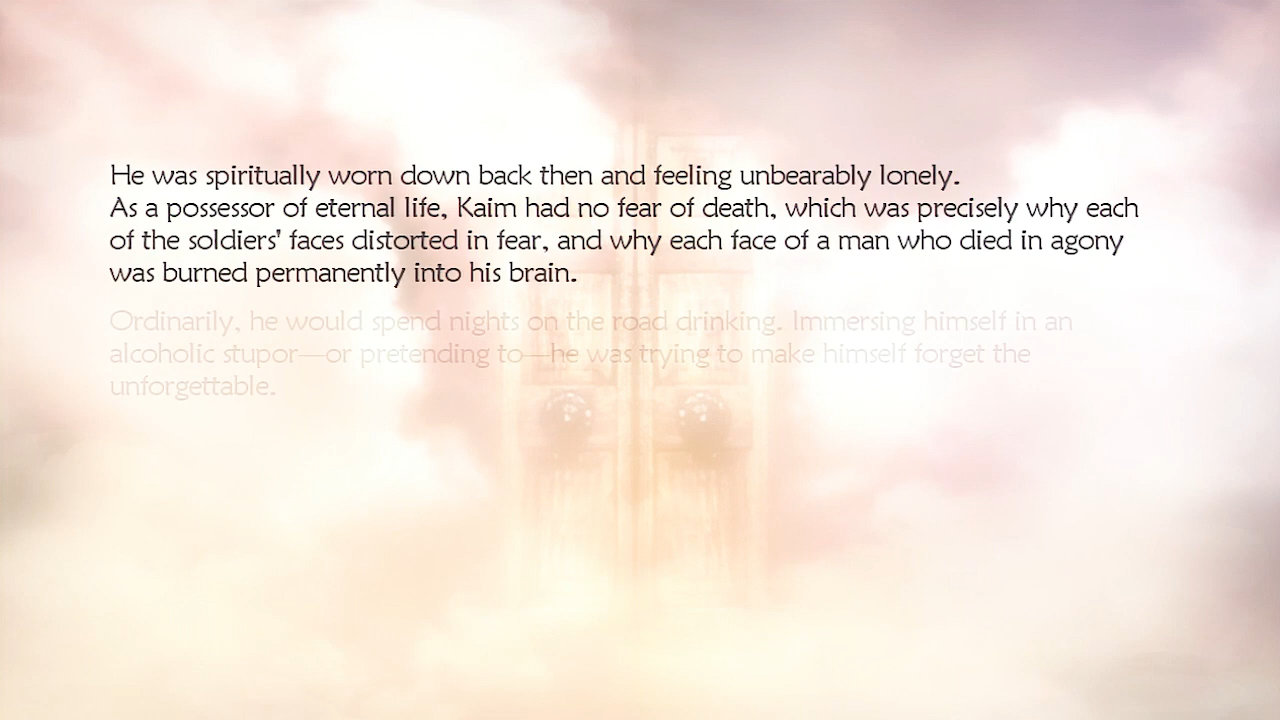 He was spiritually worn down back then and feeling unbearably lonely.
As a possessor of eternal life, Kaim had no fear of death, which was precisely why each
of the soldiers' faces distorted in fear, and why each face of a man who died in agony
was burned permanently into his brain.
Ordinarily, he would spend nights on the road drinking. Immersing himself in an
alcoholic stupor—or pretending to—he was trying to make himself forget the
unforgettable.